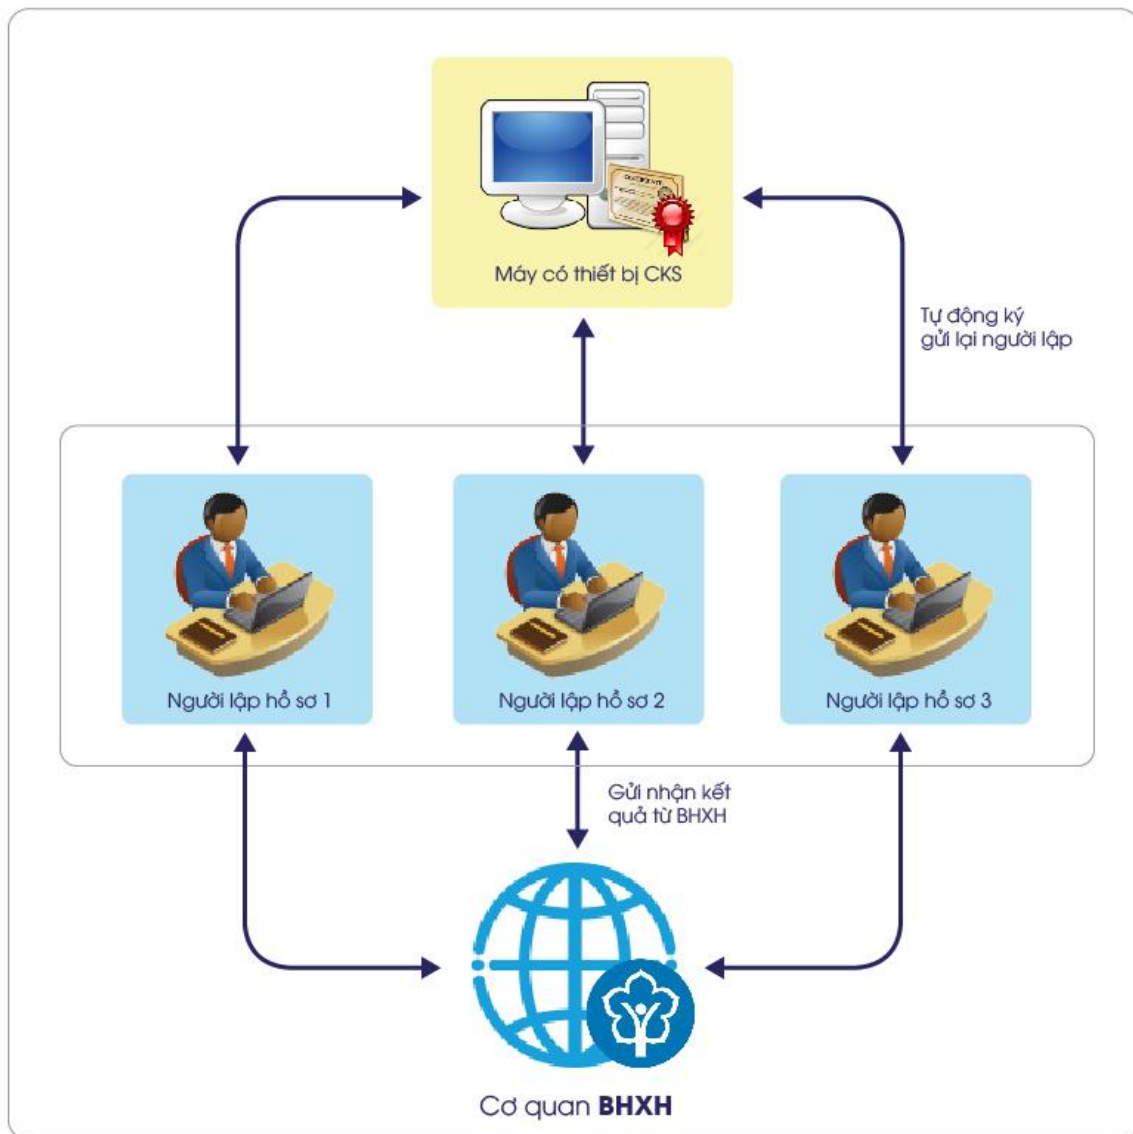 CERTIFICATE
Máy có thiết bị CKS
Tự động ký
gửi lại người lập
Người lập hồ sơ 1
Người lập hồ sơ 2
Người lập hồ sơ 3
Gửi nhận kết
quả từ BHXH
Cơ quan BHXH